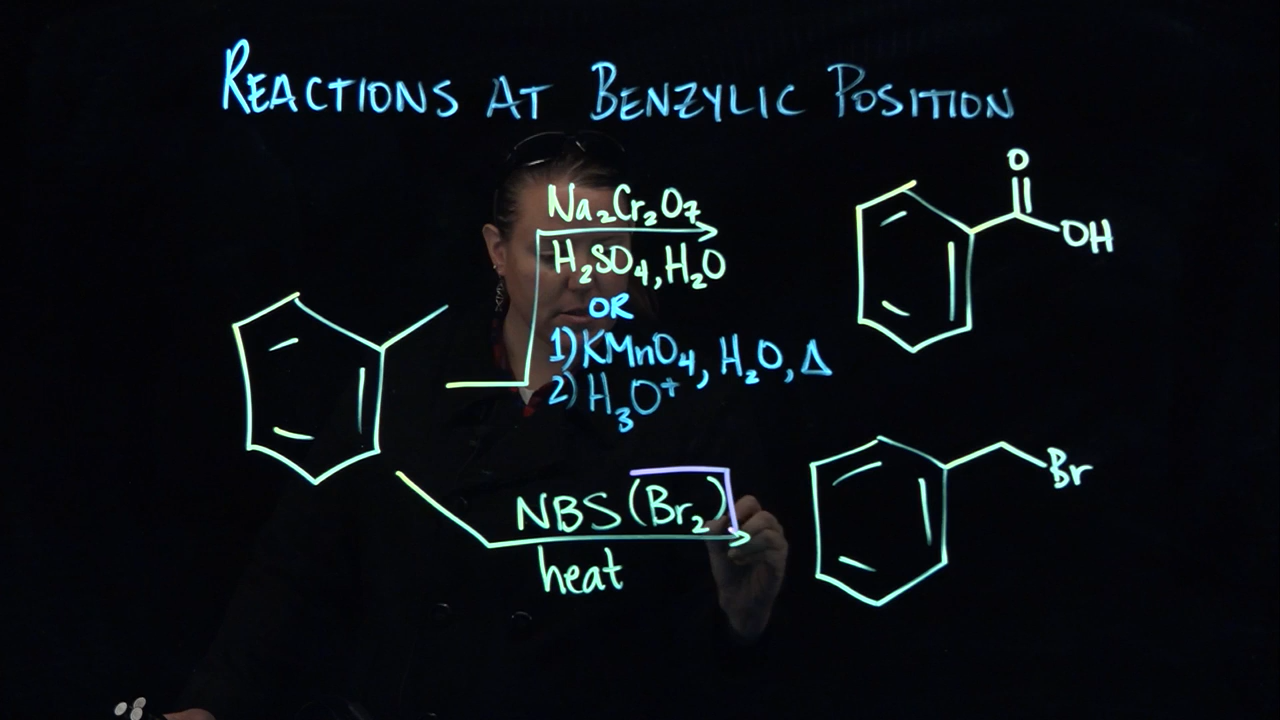 REACTIONS AT BENZYLIC POSITION
Na₂Cr₂O₇
H₂SO₄, H₂O
OR
1) KMnO₄, H₂O, Δ
2) H₃O⁺
O
OH
NBS (Br₂)
heat
Br